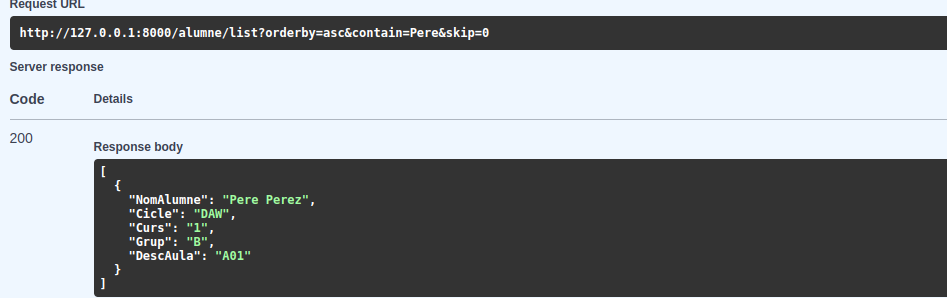 Request URL
http://127.0.0.1:8000/alumne/list?orderby=asc&contain=Pere&skip=0
Server response
Code Details
200
Response body
[
{
"NomAlumne": "Pere Perez",
"Cicle": "DAW",
"Curs": "1",
"Grup": "B",
"DescAula": "A01"
}
]